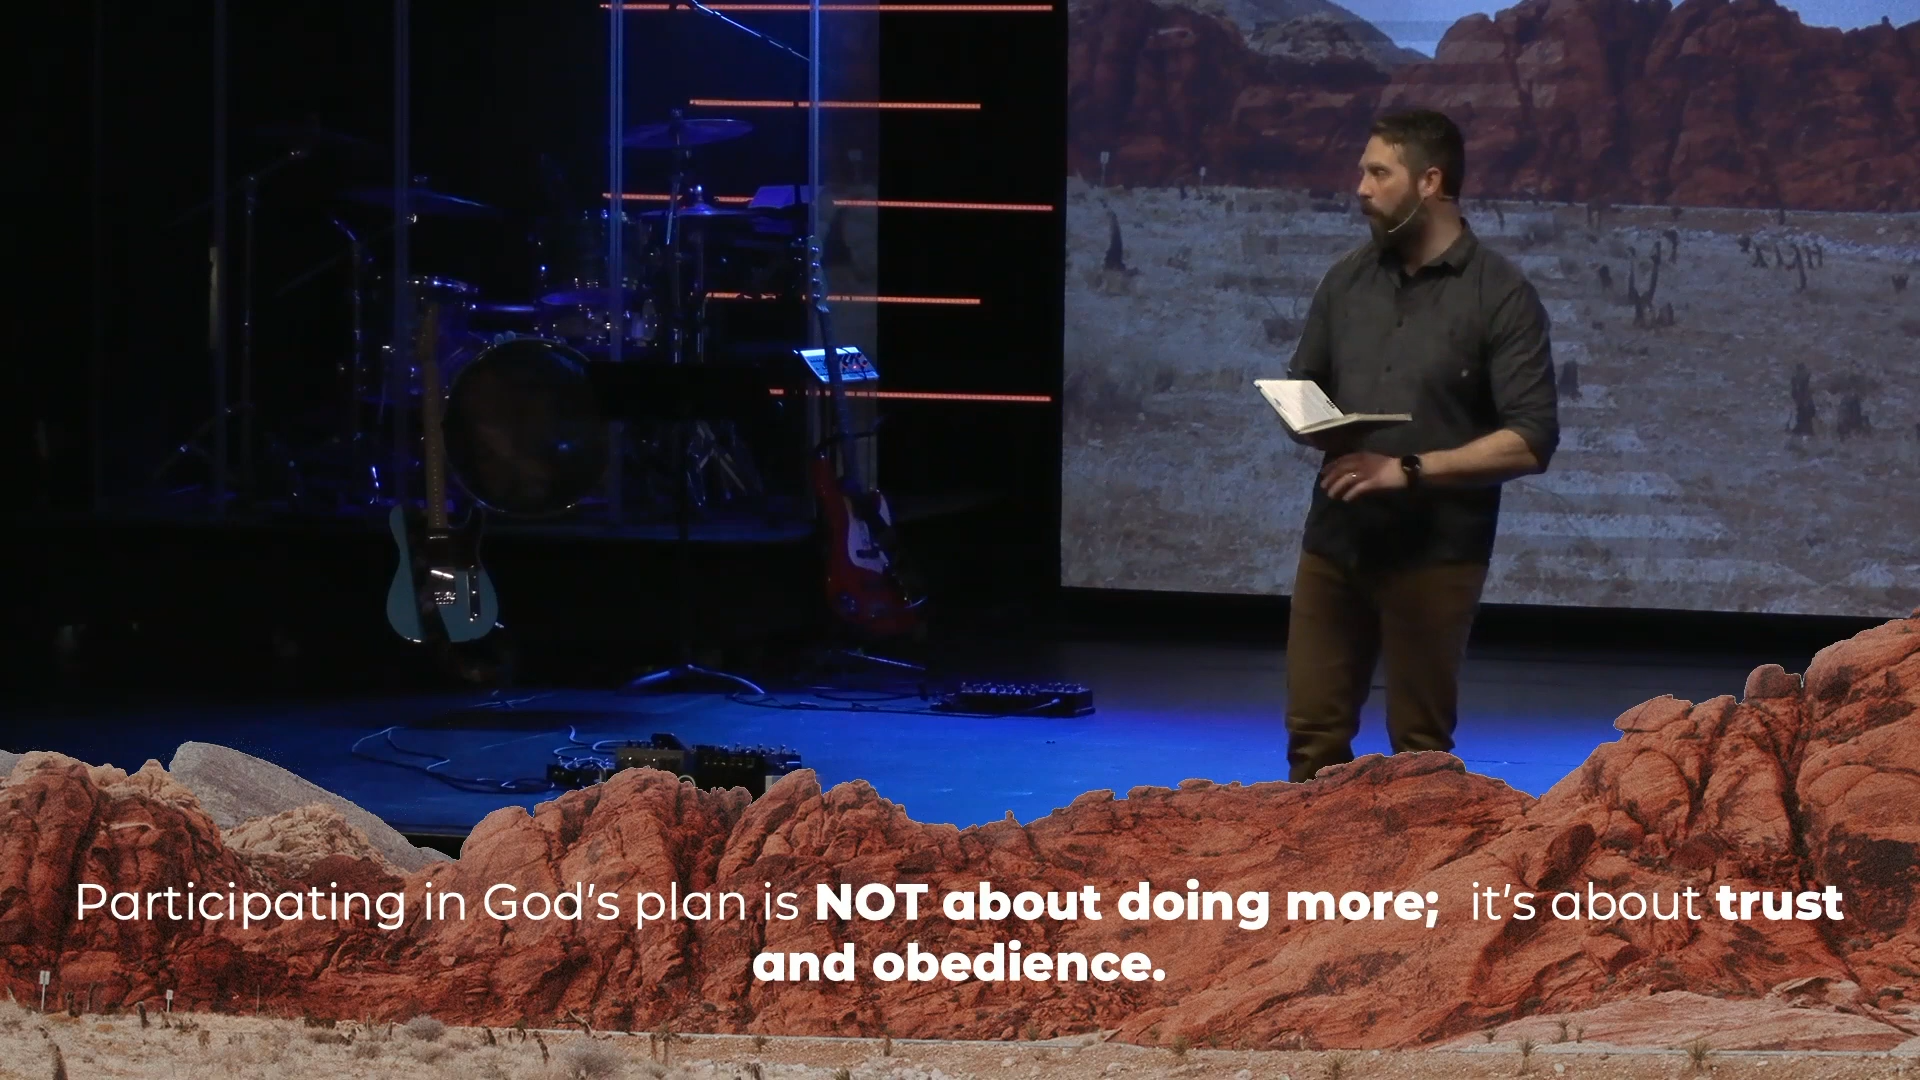 Participating in God's plan is NOT about doing more;  it's about trust
and obedience.